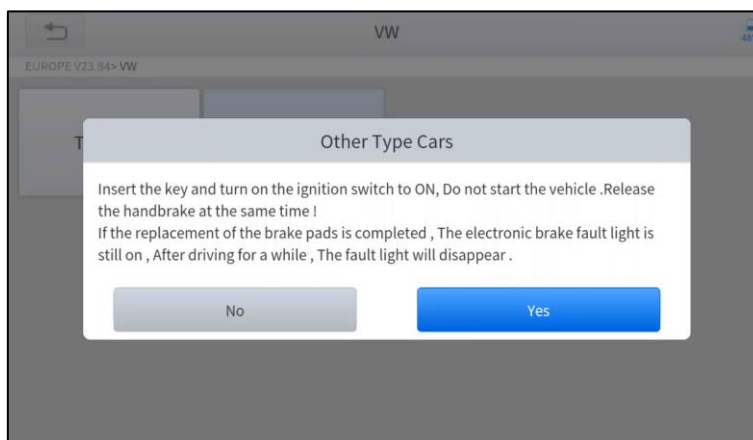 VW
EUROPE V23.84> VW
T
Other Type Cars
Insert the key and turn on the ignition switch to ON, Do not start the vehicle .Release
the handbrake at the same time !
If the replacement of the brake pads is completed , The electronic brake fault light is
still on , After driving for a while , The fault light will disappear .
No
Yes